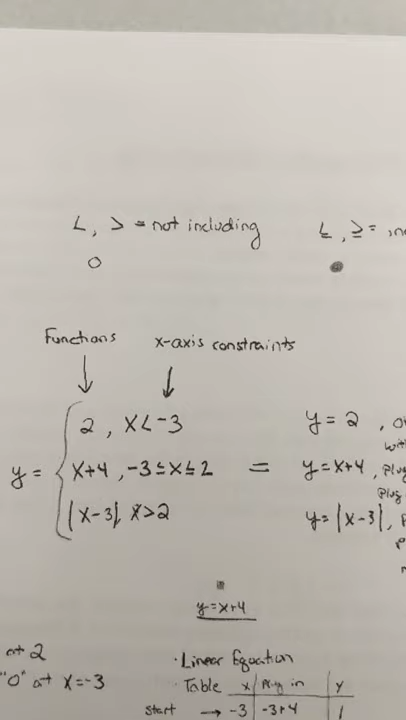 <, > = not including    ≤, ≥ =
O    ●
Functions    x-axis constraints
y = { 2 , x<-3    y = 2 ,
x+4 , -3≤x≤2 = y=x+4 ,
|x-3|, x>2    y= |x-3|,
y=x+4
at 2    · Linear Equation
"O" at x=-3    · Table    x    Plug in    y
start → -3    -3+4    1